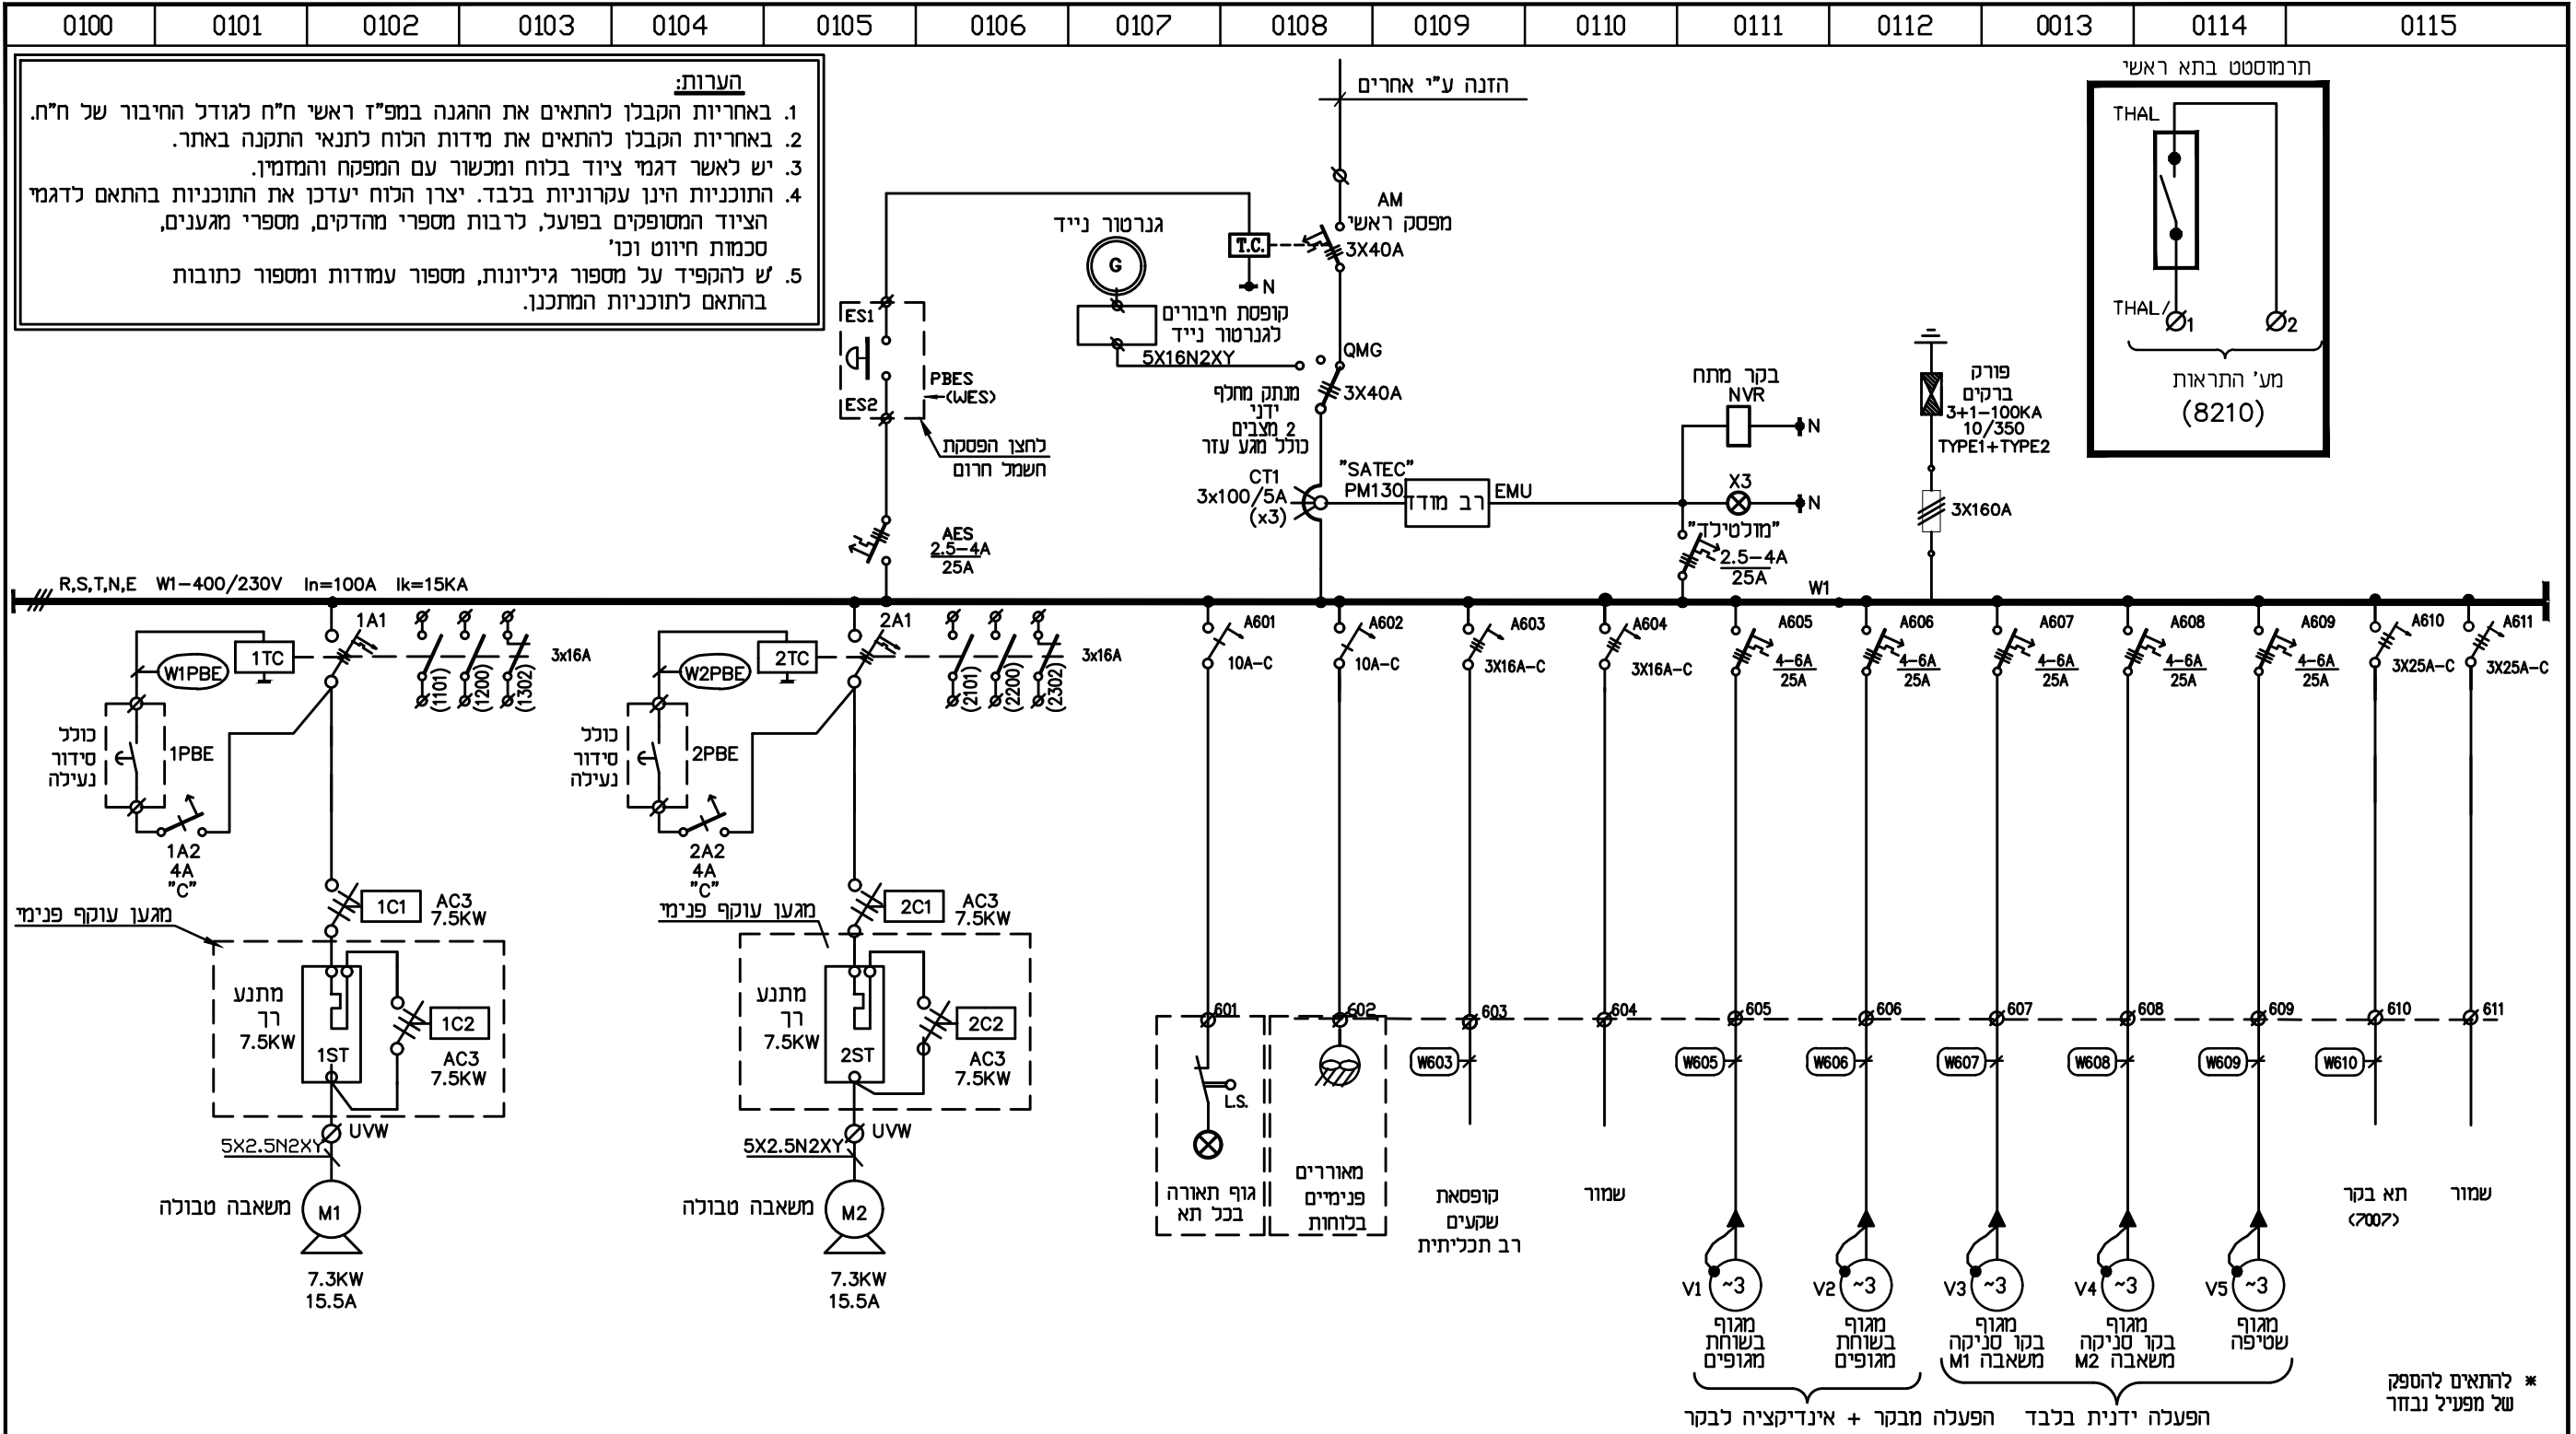 0100 0101 0102 0103 0104 0105 0106 0107 0108 0109 0110 0111 0112 0013 0114 0115
הערות:
1. באחריות הקבלן להתאים את ההגנה במפ"ז ראשי ח"ח לגודל החיבור של ח"ח.
2. באחריות הקבלן להתאים את מידות הלוח לתנאי התקנה באתר.
3. יש לאשר דגמי ציוד בלוח ומכשור עם המפקח והמזמין.
4. התוכניות הינן עקרוניות בלבד. יצרן הלוח יעדכן את התוכניות בהתאם לדגמי
הציוד המסופקים בפועל, לרבות מספרי מהדקים, מספרי מגענים,
סכמות חיווט וכו'
5. יש להקפיד על מספור גיליונות, מספור עמודות ומספור כתובות
בהתאם לתוכניות המתכנן.
הזנה ע"י אחרים
AM
מפסק ראשי
3X40A
T.C.
N
גנרטור נייד
G
קופסת חיבורים
לגנרטור נייד
5X16N2XY
QMG
3X40A
מנתק מחלף
ידני
2 מצבים
כולל מגע עזר
CT1
3x100/5A
(x3)
"SATEC"
PM130
רב מודד
EMU
ES1
ES2
PBES
(WES)
לחצן הפסקת
חשמל חרום
AES
2.5-4A
25A
בקר מתח
NVR
N
X3
N
"מולטילד"
2.5-4A
25A
פורק
ברקים
3+1-100KA
10/350
TYPE1+TYPE2
3X160A
תרמוסטט בתא ראשי
THAL
THAL/
1
2
מע' התראות
(8210)
R,S,T,N,E W1-400/230V In=100A Ik=15KA
W1
1A1
1TC
W1PBE
(1101)
(1200)
(1302)
3x16A
כולל
סידור
נעילה
1PBE
1A2
4A
"C"
1C1
AC3
7.5KW
מגען עוקף פנימי
מתנע
רך
7.5KW
1ST
1C2
AC3
7.5KW
UVW
5X2.5N2XY
משאבה טבולה
M1
7.3KW
15.5A
2A1
2TC
W2PBE
(2101)
(2200)
(2302)
3x16A
כולל
סידור
נעילה
2PBE
2A2
4A
"C"
2C1
AC3
7.5KW
מגען עוקף פנימי
מתנע
רך
7.5KW
2ST
2C2
AC3
7.5KW
UVW
5X2.5N2XY
משאבה טבולה
M2
7.3KW
15.5A
A601
10A-C
601
L.S.
גוף תאורה
בכל תא
A602
10A-C
602
מאוררים
פנימיים
בלוחות
A603
3X16A-C
603
W603
קופסאת
שקעים
רב תכליתית
A604
3X16A-C
604
שמור
A605
4-6A
25A
605
W605
V1
~3
מגוף
בשוחת
מגופים
A606
4-6A
25A
606
W606
V2
~3
מגוף
בשוחת
מגופים
A607
4-6A
25A
607
W607
V3
~3
מגוף
בקו סניקה
משאבה M1
A608
4-6A
25A
608
W608
V4
~3
מגוף
בקו סניקה
משאבה M2
A609
4-6A
25A
609
W609
V5
~3
מגוף
שטיפה
A610
3X25A-C
610
W610
תא בקר
(7007)
A611
3X25A-C
611
שמור
הפעלה מבקר + אינדיקציה לבקר
הפעלה ידנית בלבד
* להתאים להספק
של מפעיל נבחר